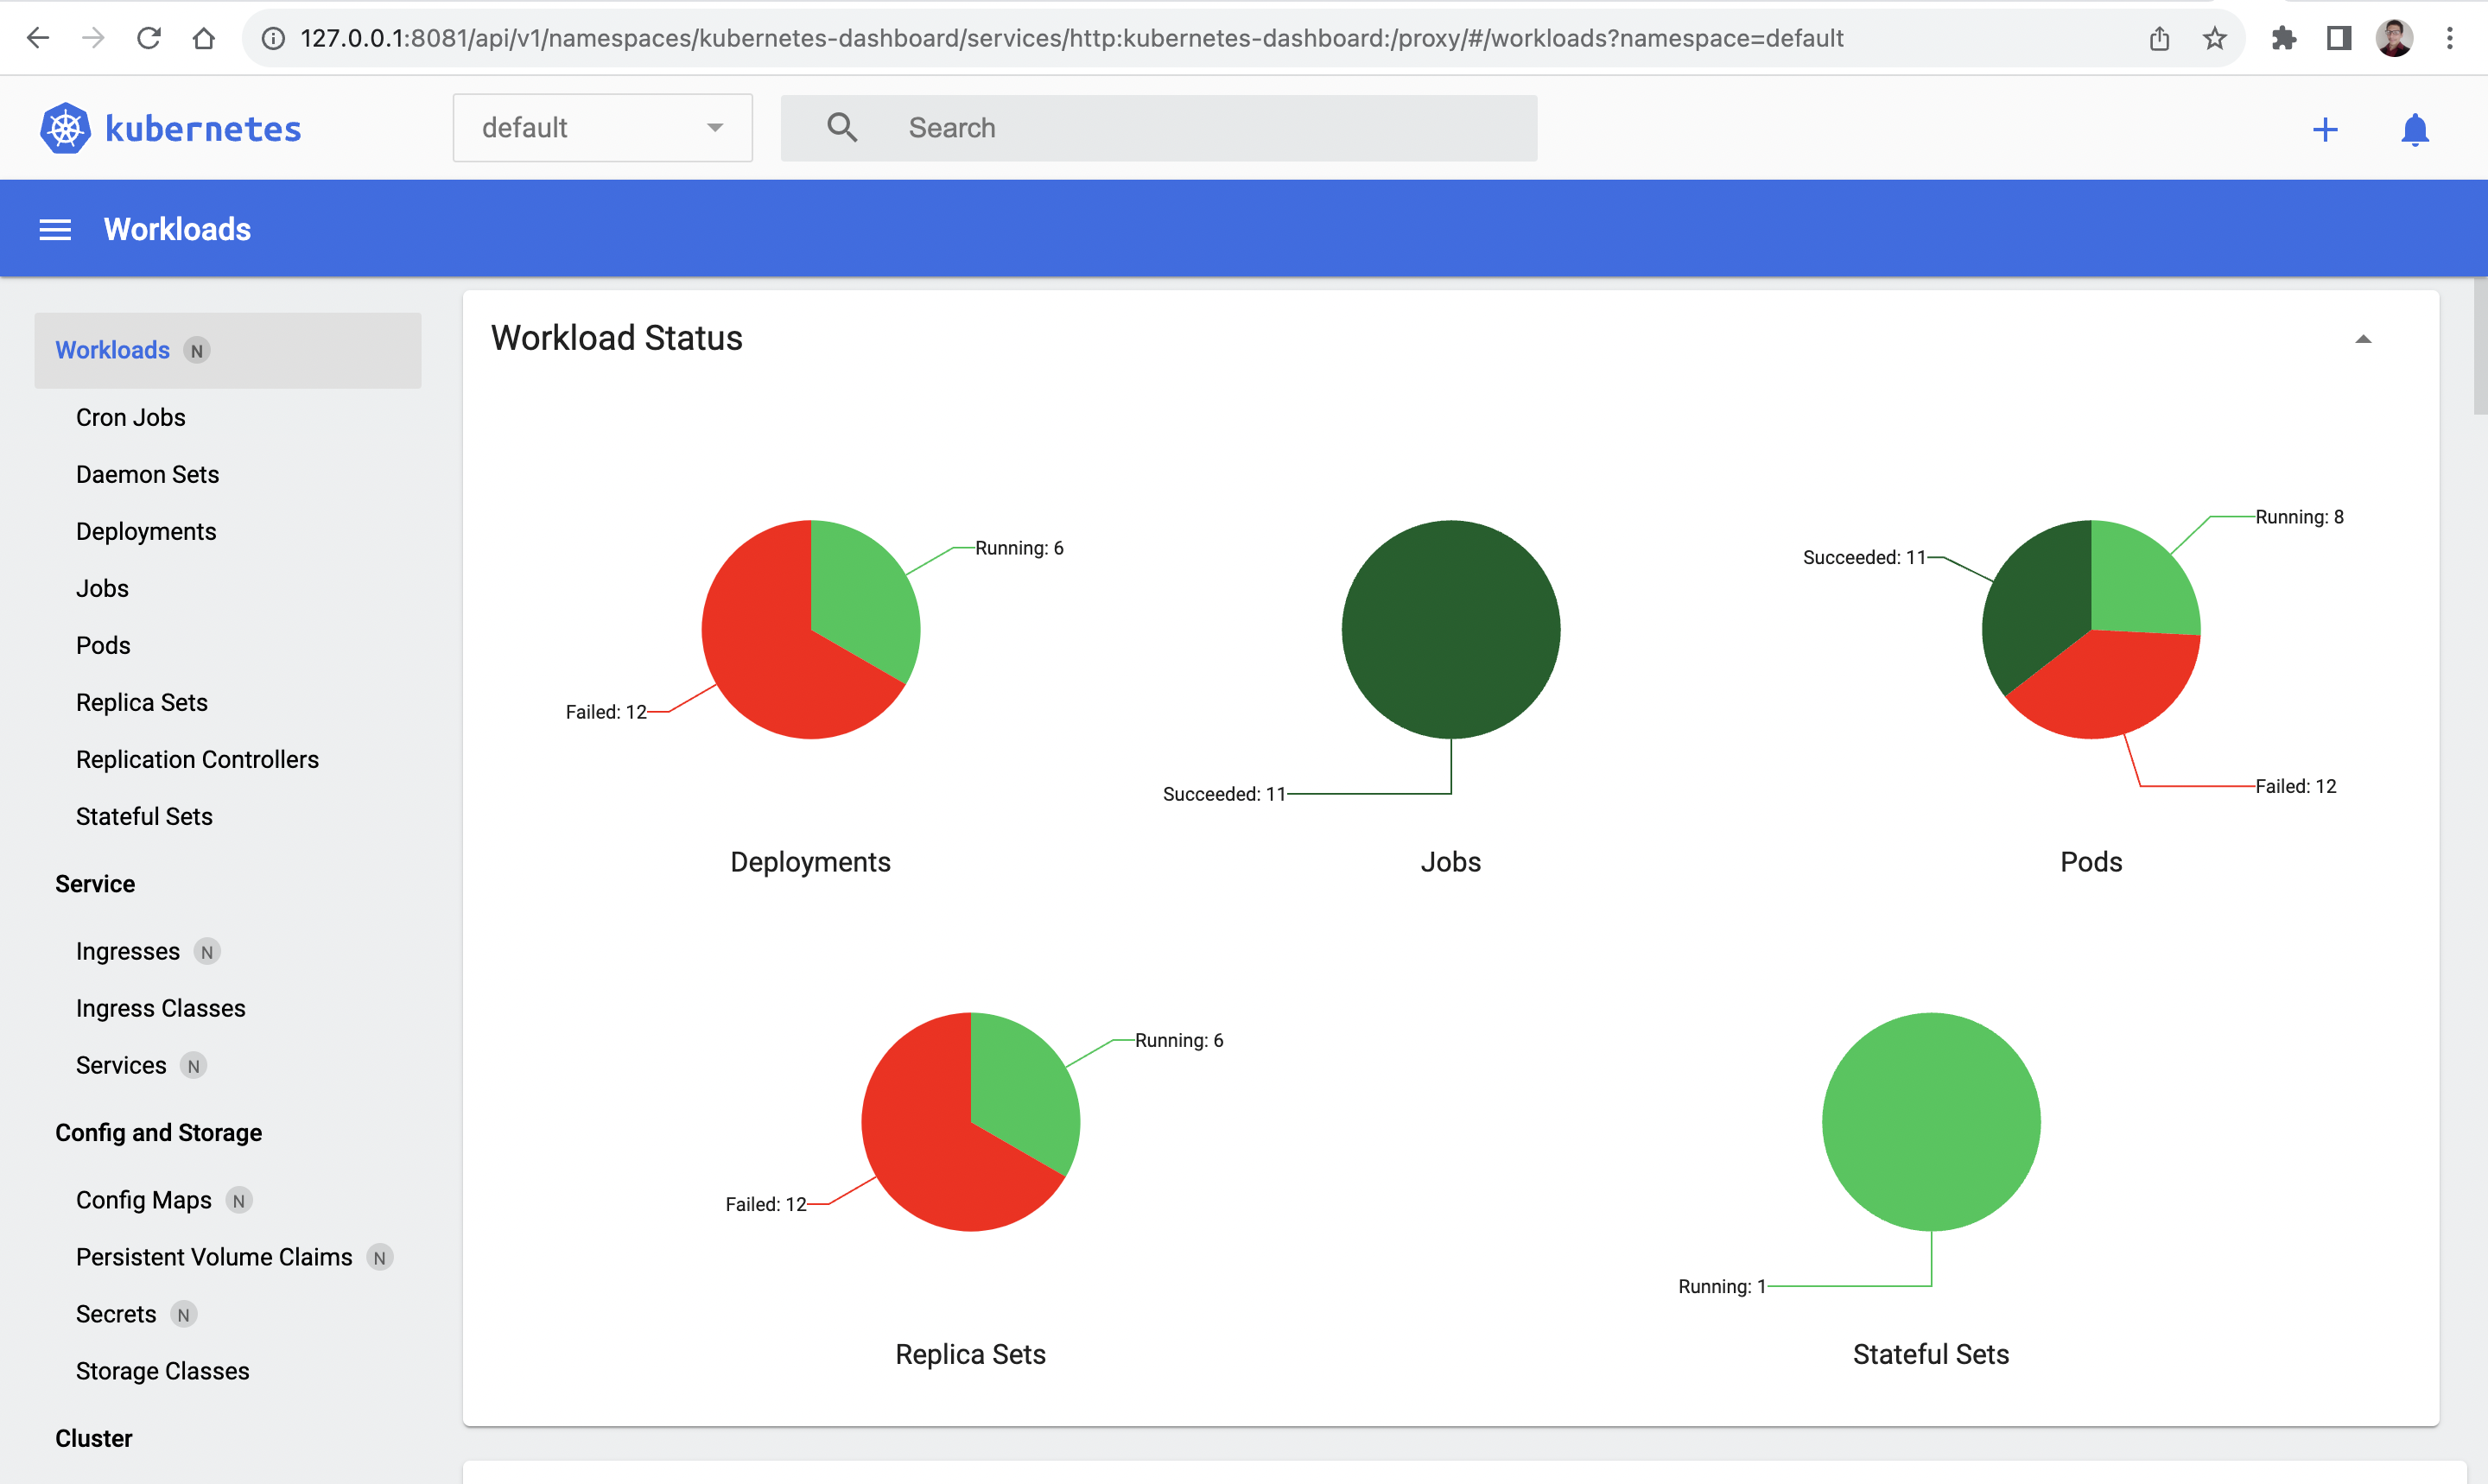 127.0.0.1:8081/api/v1/namespaces/kubernetes-dashboard/services/http:kubernetes-dashboard:/proxy/#/workloads?namespace=default
kubernetes
default
Search
Workloads
Workloads N
Cron Jobs
Daemon Sets
Deployments
Jobs
Pods
Replica Sets
Replication Controllers
Stateful Sets
Service
Ingresses N
Ingress Classes
Services N
Config and Storage
Config Maps N
Persistent Volume Claims N
Secrets N
Storage Classes
Cluster
Workload Status
Running: 6
Failed: 12
Deployments
Succeeded: 11
Jobs
Running: 8
Succeeded: 11
Failed: 12
Pods
Running: 6
Failed: 12
Replica Sets
Running: 1
Stateful Sets